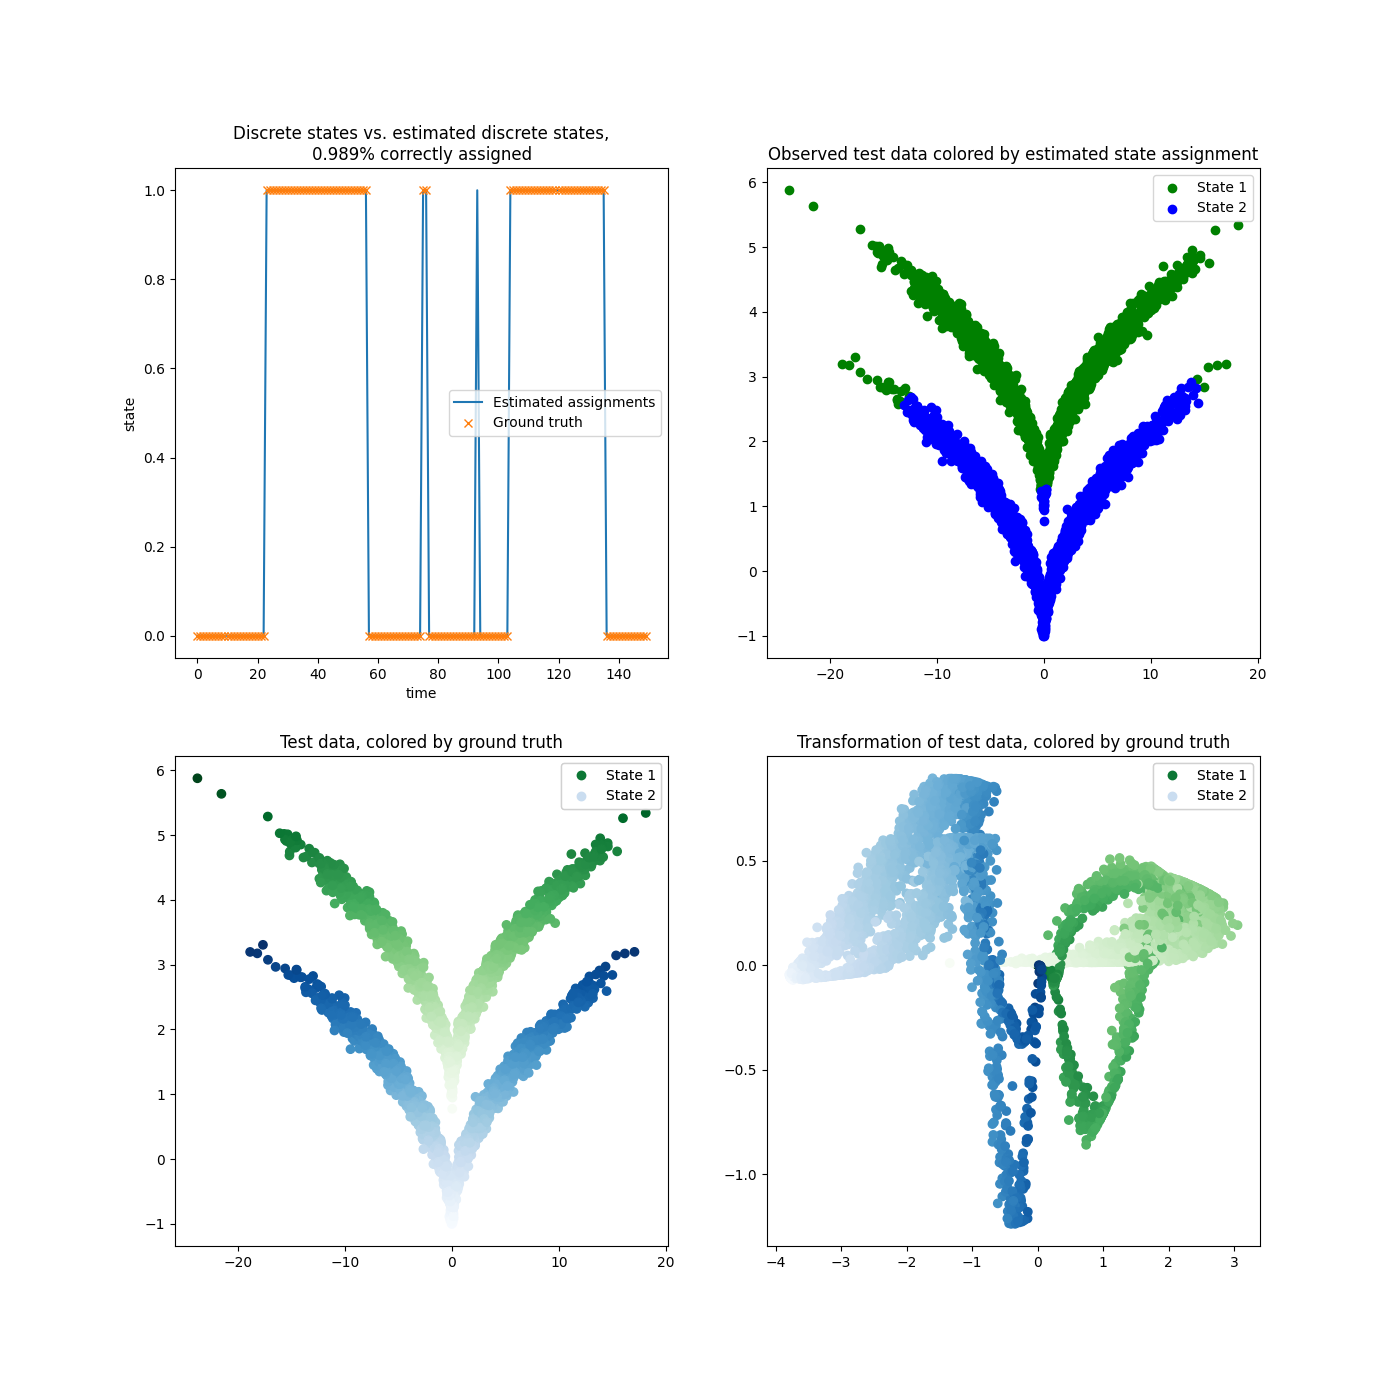 Discrete states vs. estimated discrete states,
0.989% correctly assigned
1.0
0.8
0.6
0.4
0.2
0.0
state
Estimated assignments
Ground truth
0 20 40 60 80 100 120 140
time
Observed test data colored by estimated state assignment
State 1
State 2
6
5
4
3
2
1
0
−1
−20 −10 0 10 20
Test data, colored by ground truth
State 1
State 2
6
5
4
3
2
1
0
−1
−20 −10 0 10 20
Transformation of test data, colored by ground truth
State 1
State 2
0.5
0.0
−0.5
−1.0
−4 −3 −2 −1 0 1 2 3